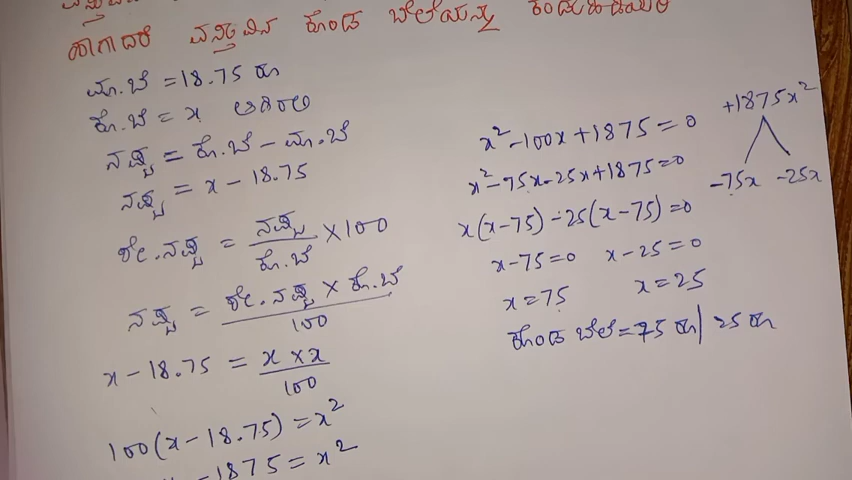 ಹಾಗಾದರೆ ವಸ್ತುವಿನ ಕೊಂಡ ಬೆಲೆಯನ್ನು ಕಂಡುಹಿಡಿಯಿರಿ
ಮಾ.ಬೆ = 18.75 ರೂ
ಕೊ.ಬೆ = x ಆಗಿರಲಿ
ನಷ್ಟ = ಕೊ.ಬೆ - ಮಾ.ಬೆ
ನಷ್ಟ = x - 18.75
ಶೇ.ನಷ್ಟ = ನಷ್ಟ/ಕೊ.ಬೆ × 100
ನಷ್ಟ = ಶೇ.ನಷ್ಟ × ಕೊ.ಬೆ/100
x - 18.75 = x × x/100
100(x - 18.75) = x²
- 1875 = x²
x² - 100x + 1875 = 0
x² - 75x - 25x + 1875 = 0
x(x-75) - 25(x-75) = 0
x-75=0 x-25=0
x=75 x=25
ಕೊಂಡ ಬೆಲೆ = 75 ರೂ | 25 ರೂ
+1875x²
-75x -25x